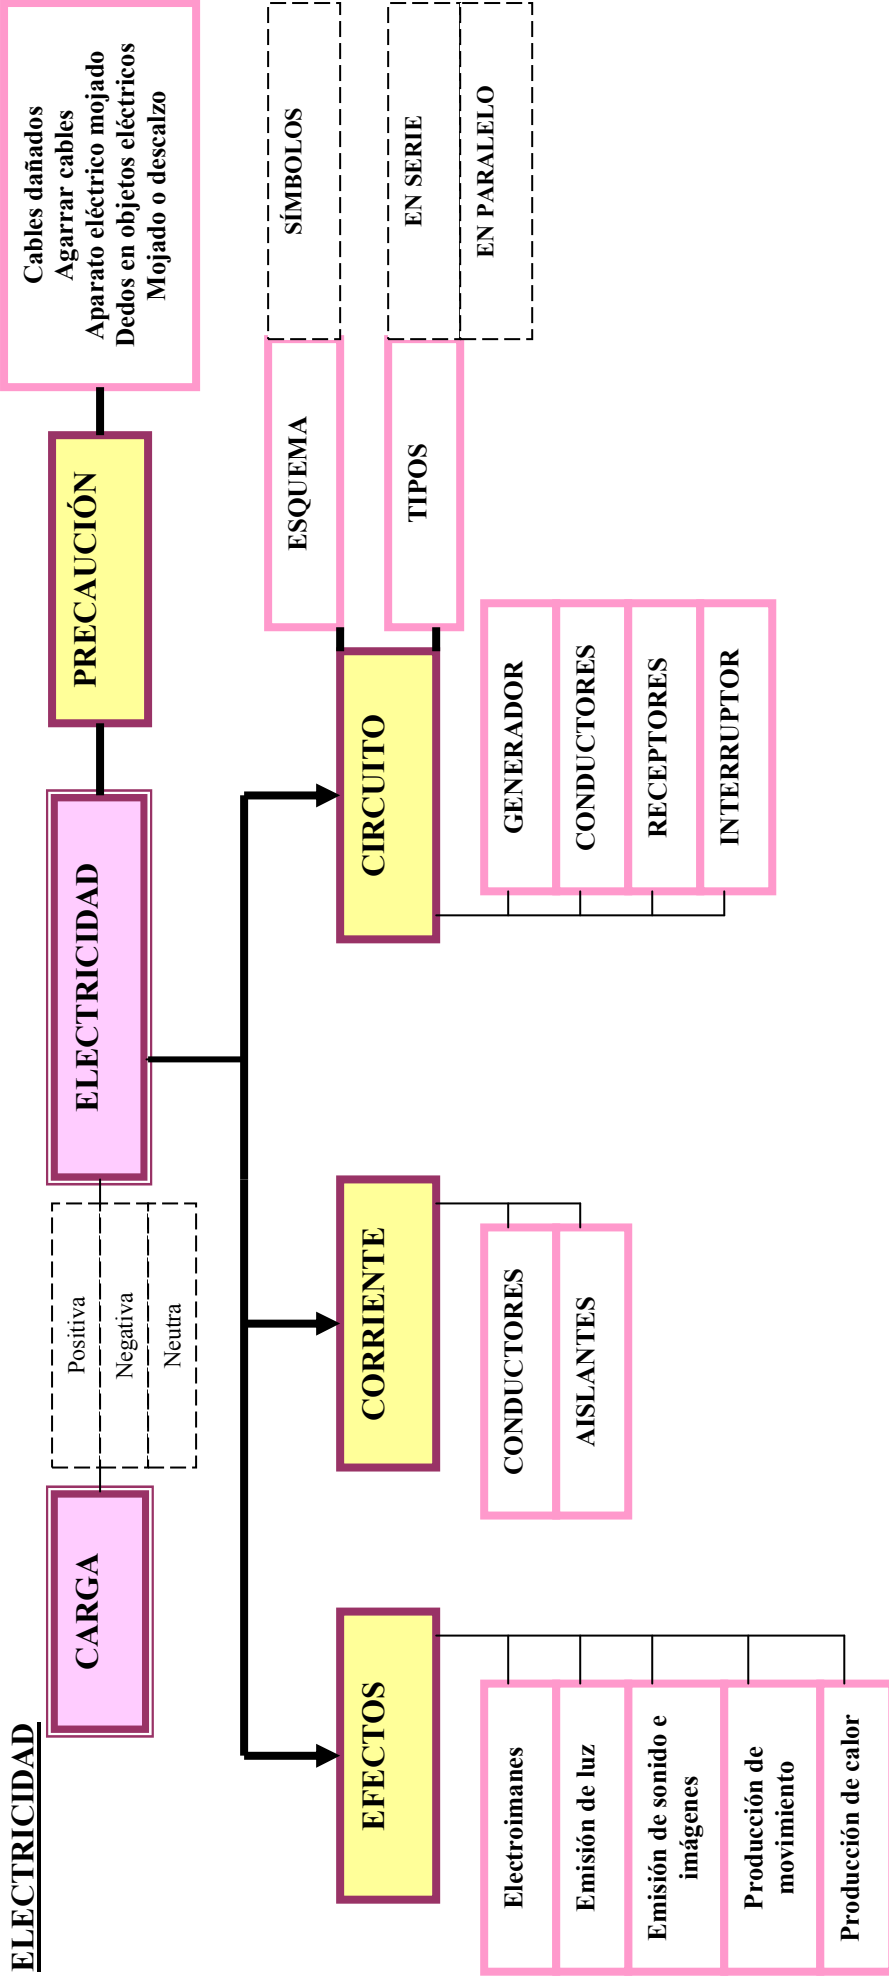 ELECTRICIDAD
CARGA
Positiva
Negativa
Neutra
ELECTRICIDAD
PRECAUCIÓN
Cables dañados
Agarrar cables
Aparato eléctrico mojado
Dedos en objetos eléctricos
Mojado o descalzo
EFECTOS
Electroimanes
Emisión de luz
Emisión de sonido e
imágenes
Producción de
movimiento
Producción de calor
CORRIENTE
CONDUCTORES
AISLANTES
CIRCUITO
GENERADOR
CONDUCTORES
RECEPTORES
INTERRUPTOR
ESQUEMA
SÍMBOLOS
TIPOS
EN SERIE
EN PARALELO